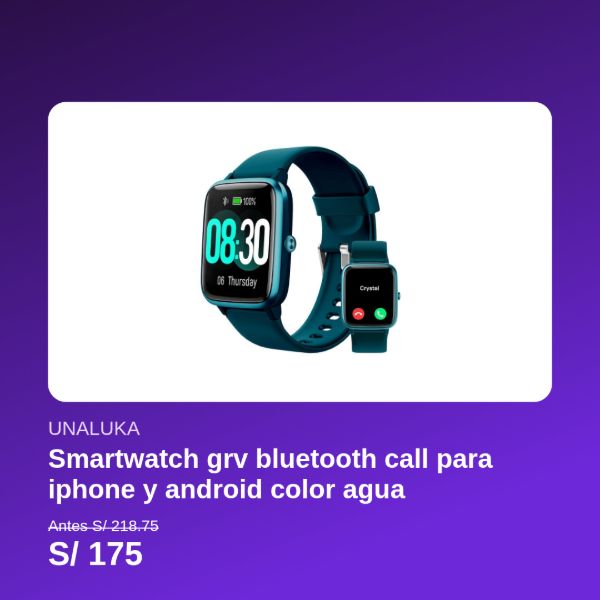 100%
08:30
06 Thursday
Crystal
UNALUKA
Smartwatch grv bluetooth call para
iphone y android color agua
Antes S/ 218.75
S/ 175